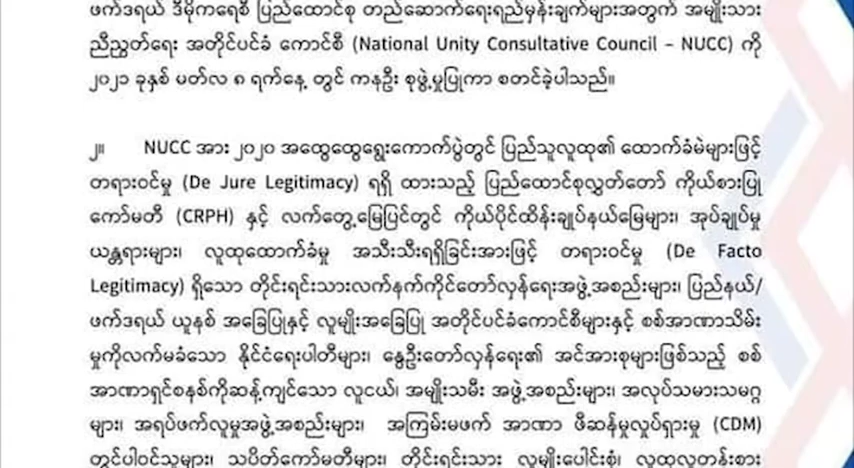 ဖက်ဒရယ် ဒီမိုကရေစီ ပြည်ထောင်စု တည်ဆောက်ရေးရည်မှန်းချက်များအတွက် အမျိုးသား
ညီညွတ်ရေး အတိုင်ပင်ခံ ကောင်စီ (National Unity Consultative Council – NUCC) ကို
၂၀၂၁ ခုနှစ် မတ်လ ၈ ရက်နေ့ တွင် ကနဦး စုဖွဲ့မှုပြုကာ စတင်ခဲ့ပါသည်။
၂။ NUCC အား ၂၀၂၀ အထွေထွေရွေးကောက်ပွဲတွင် ပြည်သူလူထု၏ ထောက်ခံမဲများဖြင့်
တရားဝင်မှု (De Jure Legitimacy) ရရှိ ထားသည့် ပြည်ထောင်စုလွှတ်တော် ကိုယ်စားပြု
ကော်မတီ (CRPH) နှင့် လက်တွေ့မြေပြင်တွင် ကိုယ်ပိုင်ထိန်းချုပ်နယ်မြေများ၊ အုပ်ချုပ်မှု
ယန္တရားများ၊ လူထုထောက်ခံမှု အသီးသီးရရှိခြင်းအားဖြင့် တရားဝင်မှု (De Facto
Legitimacy) ရှိသော တိုင်းရင်းသားလက်နက်ကိုင်တော်လှန်ရေးအဖွဲ့အစည်းများ၊ ပြည်နယ်/
ဖက်ဒရယ် ယူနစ် အခြေပြုနှင့် လူမျိုးအခြေပြု အတိုင်ပင်ခံကောင်စီများနှင့် စစ်အာဏာသိမ်း
မှုကိုလက်မခံသော နိုင်ငံရေးပါတီများ၊ နွေဦးတော်လှန်ရေး၏ အင်အားစုများဖြစ်သည့် စစ်
အာဏာရှင်စနစ်ကိုဆန့်ကျင်သော လူငယ်၊ အမျိုးသမီး အဖွဲ့အစည်းများ၊ အလုပ်သမားသမဂ္ဂ
များ၊ အရပ်ဖက်လူမှုအဖွဲ့အစည်းများ၊ အကြမ်းမဖက် အာဏာ ဖီဆန်မှုလှုပ်ရှားမှု (CDM)
တွင်ပါဝင်သူများ၊ သပိတ်ကော်မတီများ၊ တိုင်းရင်းသား လူမျိုးပေါင်းစုံ၊ လူထုလူတန်းစား